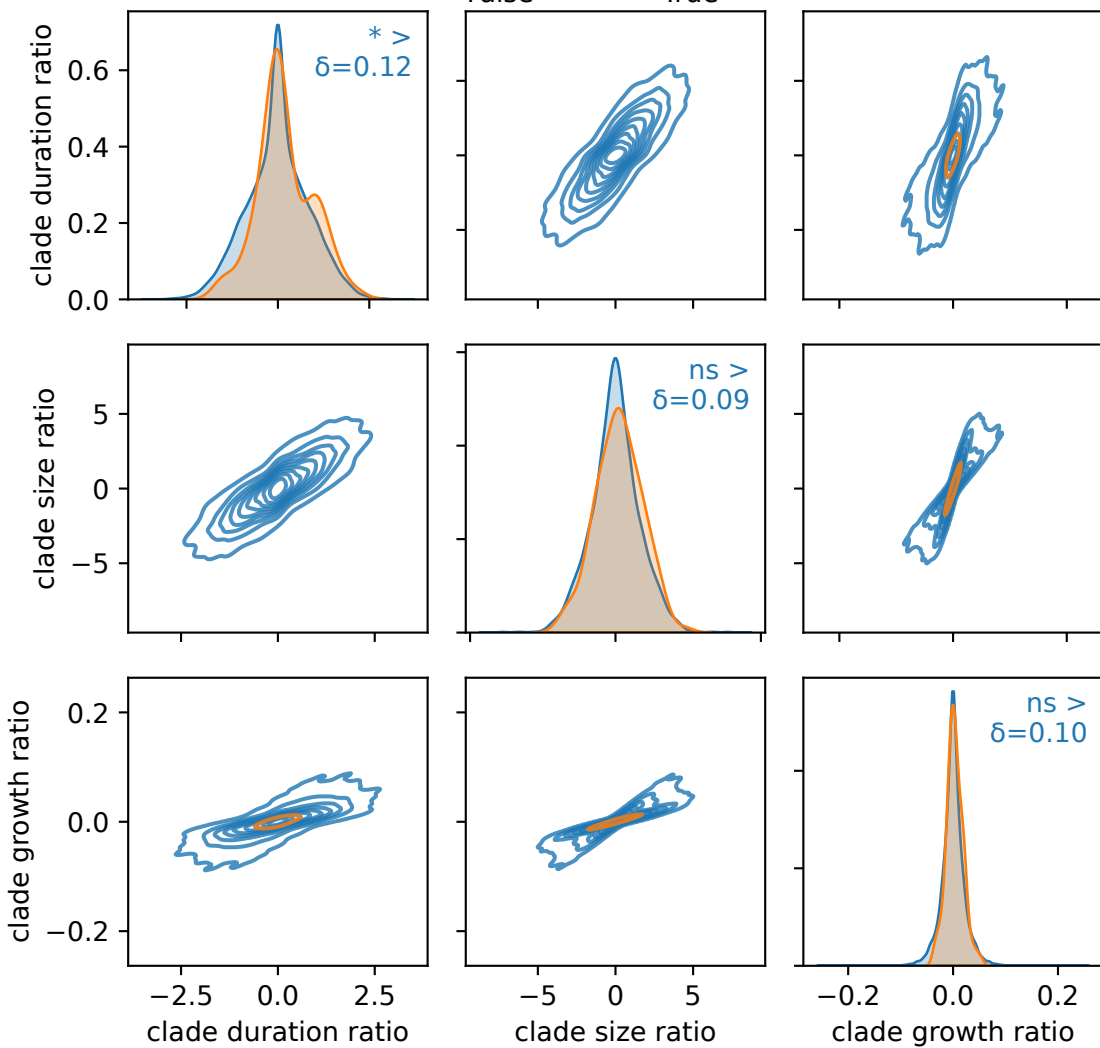 clade duration ratio
0.6
0.4
0.2
0.0
* >
δ=0.12
clade size ratio
5
0
−5
ns >
δ=0.09
clade growth ratio
0.2
0.0
−0.2
ns >
δ=0.10
−2.5 0.0 2.5
−5 0 5
−0.2 0.0 0.2
clade duration ratio
clade size ratio
clade growth ratio